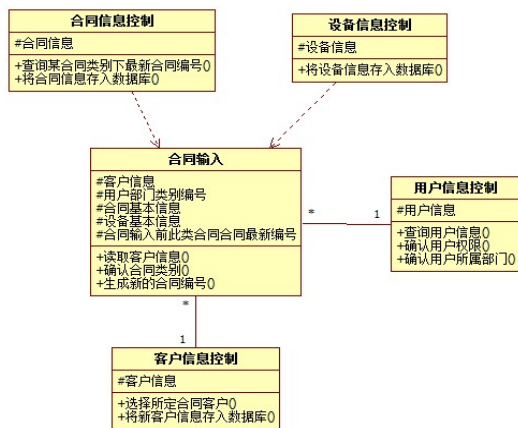 合同信息控制
#合同信息
+查询某合同类别下最新合同编号()
+将合同信息存入数据库()
设备信息控制
#设备信息
+将设备信息存入数据库()
合同输入
#客户信息
#用户部门类别编号
#合同基本信息
#设备基本信息
#合同输入前此类合同合同最新编号
+读取客户信息()
+确认合同类别()
+生成新的合同编号()
*
1
用户信息控制
#用户信息
+查询用户信息()
+确认用户权限()
+确认用户所属部门()
*
1
客户信息控制
#客户信息
+选择所定合同客户()
+将新客户信息存入数据库()